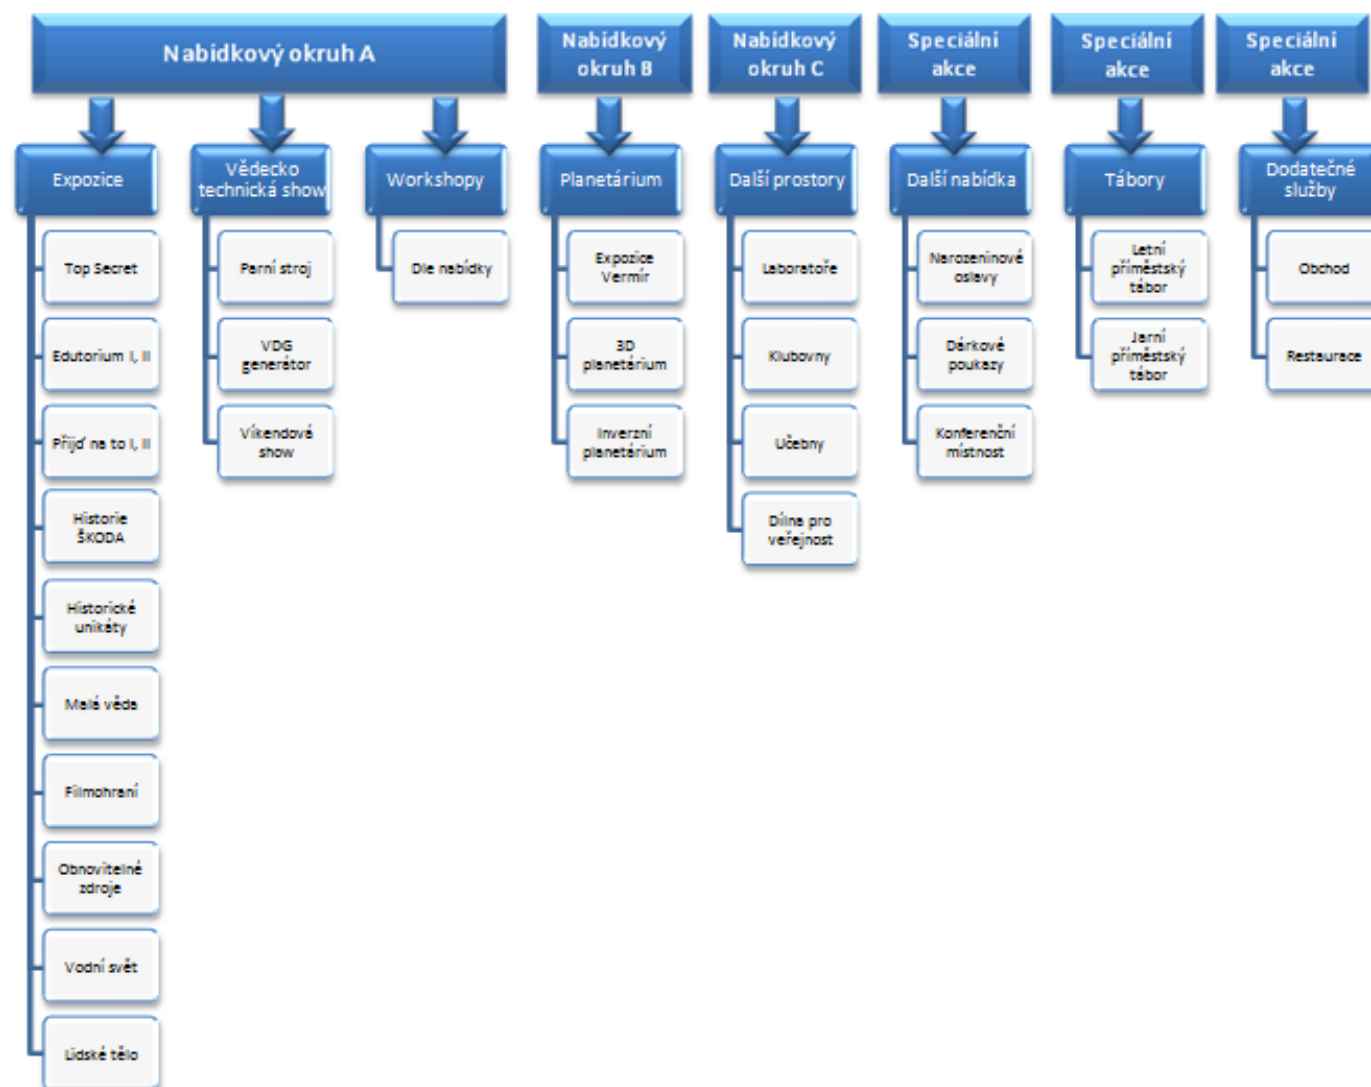 Nabídkový okruh A
Nabídkový
okruh B
Nabídkový
okruh C
Speciální
akce
Speciální
akce
Speciální
akce
Expozice
Top Secret
Edutorium I, II
Přijď na to I, II
Historie
ŠKODA
Historické
unikáty
Malá věda
Filmohraní
Obnovitelné
zdroje
Vodní svět
Lidské tělo
Vědecko
technická show
Parní stroj
VDG
generátor
Víkendová
show
Workshopy
Dle nabídky
Planetárium
Expozice
Vermír
3D
planetárium
Inverzní
planetárium
Další prostory
Laboratoře
Klubovny
Učebny
Dílna pro
veřejnost
Další nabídka
Narozeninové
oslavy
Dárkové
poukazy
Konferenční
místnost
Tábory
Letní
příměstský
tábor
Jarní
příměstský
tábor
Dodatečné
služby
Obchod
Restaurace